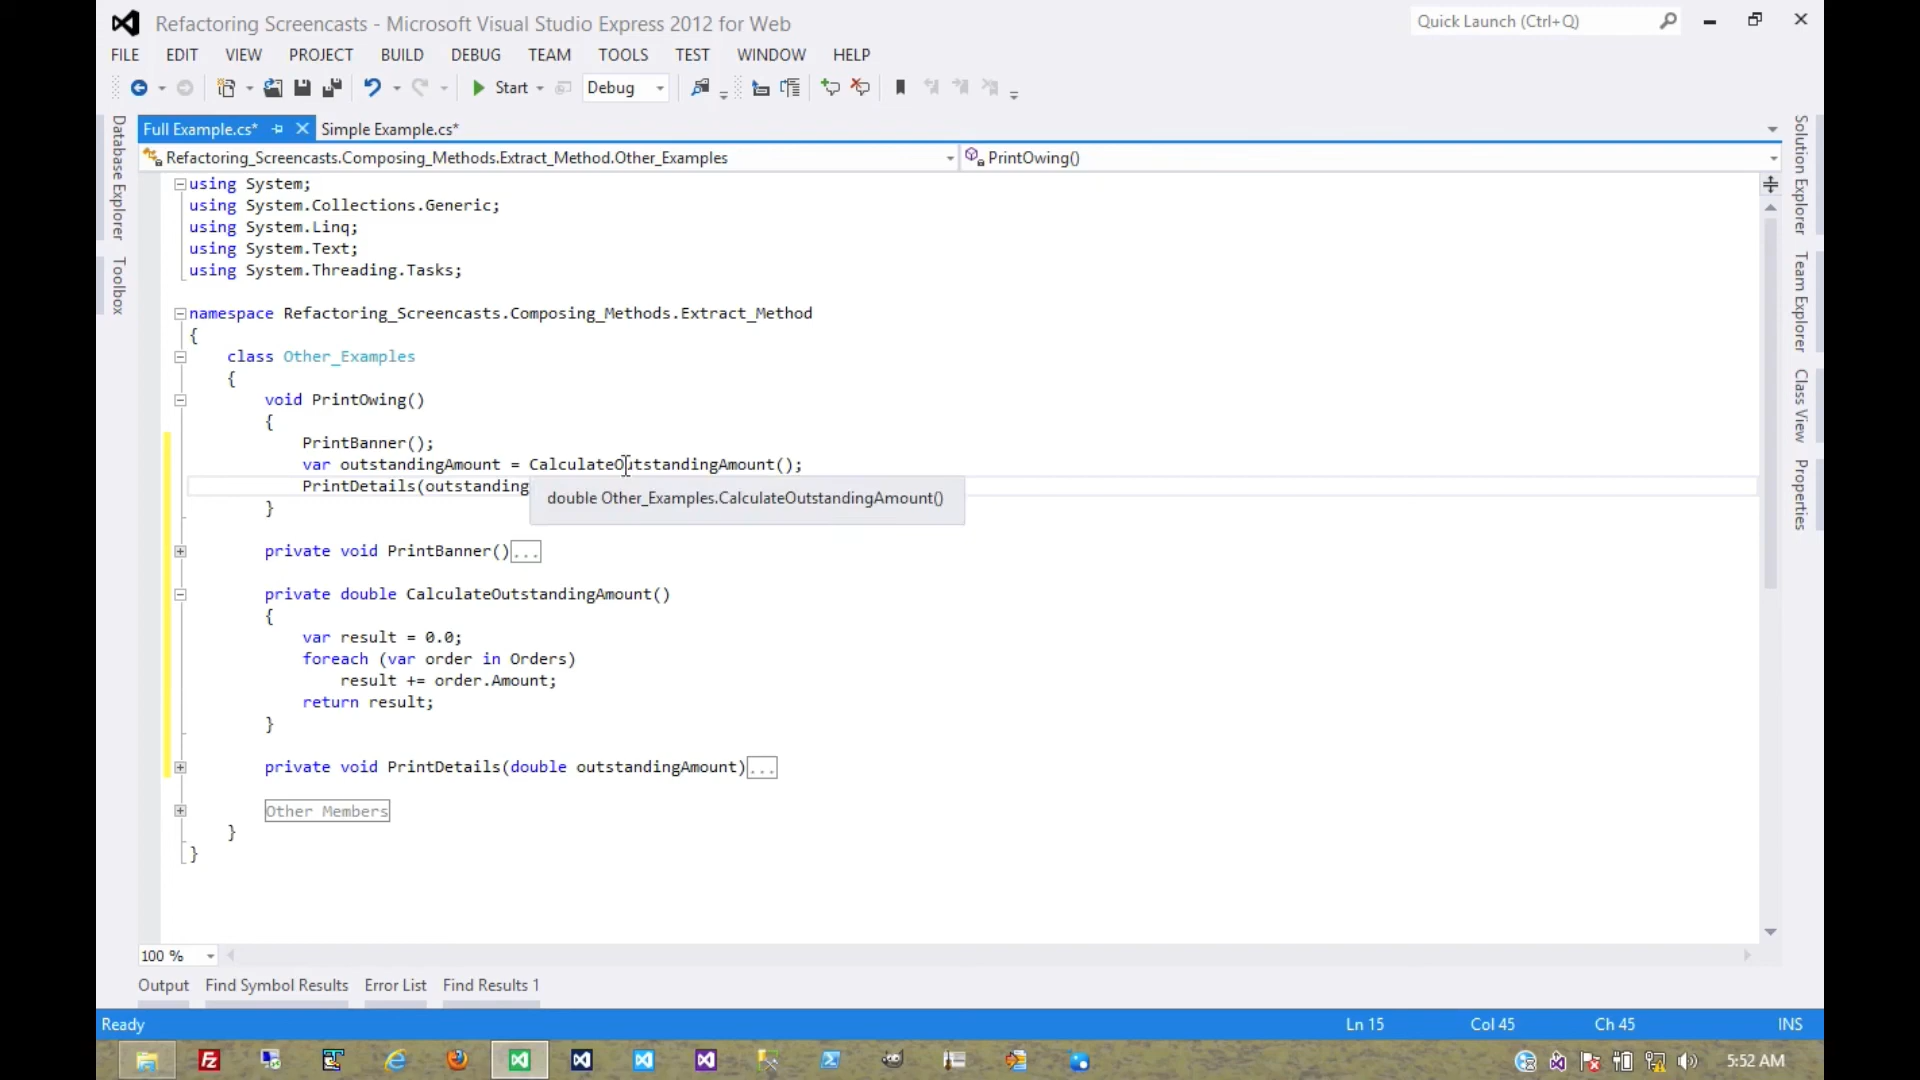 Refactoring Screencasts - Microsoft Visual Studio Express 2012 for Web
Quick Launch (Ctrl+Q)
FILE EDIT VIEW PROJECT BUILD DEBUG TEAM TOOLS TEST WINDOW HELP
Start Debug
Full Example.cs* Simple Example.cs*
Refactoring_Screencasts.Composing_Methods.Extract_Method.Other_Examples PrintOwing()
using System;
using System.Collections.Generic;
using System.Linq;
using System.Text;
using System.Threading.Tasks;
namespace Refactoring_Screencasts.Composing_Methods.Extract_Method
{
class Other_Examples
{
void PrintOwing()
{
PrintBanner();
var outstandingAmount = CalculateOutstandingAmount();
PrintDetails(outstanding
double Other_Examples.CalculateOutstandingAmount()
}
private void PrintBanner()...
private double CalculateOutstandingAmount()
{
var result = 0.0;
foreach (var order in Orders)
result += order.Amount;
return result;
}
private void PrintDetails(double outstandingAmount)...
Other Members
}
}
Database Explorer
Toolbox
Solution Explorer
Team Explorer
Class View
Properties
100 %
Output Find Symbol Results Error List Find Results 1
Ready Ln 15 Col 45 Ch 45 INS
5:52 AM